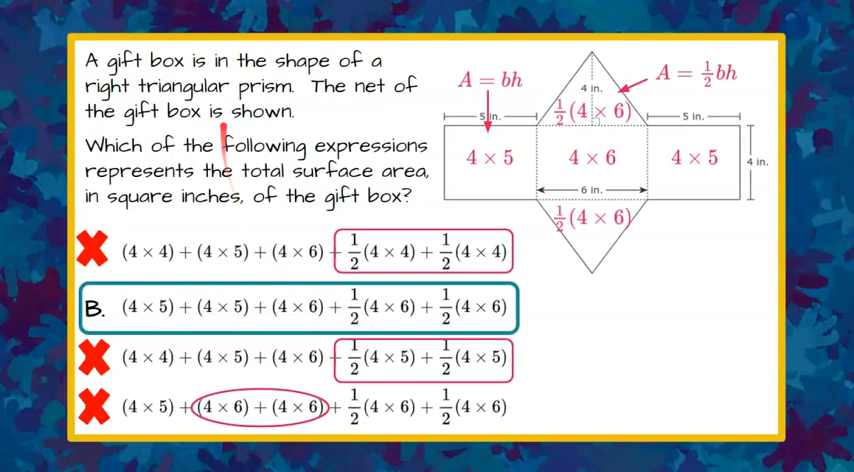 A gift box is in the shape of a
right triangular prism. The net of
the gift box is shown.
Which of the following expressions
represents the total surface area,
in square inches, of the gift box?
A = bh
A = 1/2 bh
4 in.
1/2(4 × 6)
5 in.
5 in.
4 × 5
4 × 6
4 × 5
4 in.
6 in.
1/2(4 × 6)
(4 × 4) + (4 × 5) + (4 × 6) + 1/2(4 × 4) + 1/2(4 × 4)
B. (4 × 5) + (4 × 5) + (4 × 6) + 1/2(4 × 6) + 1/2(4 × 6)
(4 × 4) + (4 × 5) + (4 × 6) + 1/2(4 × 5) + 1/2(4 × 5)
(4 × 5) + (4 × 6) + (4 × 6) + 1/2(4 × 6) + 1/2(4 × 6)